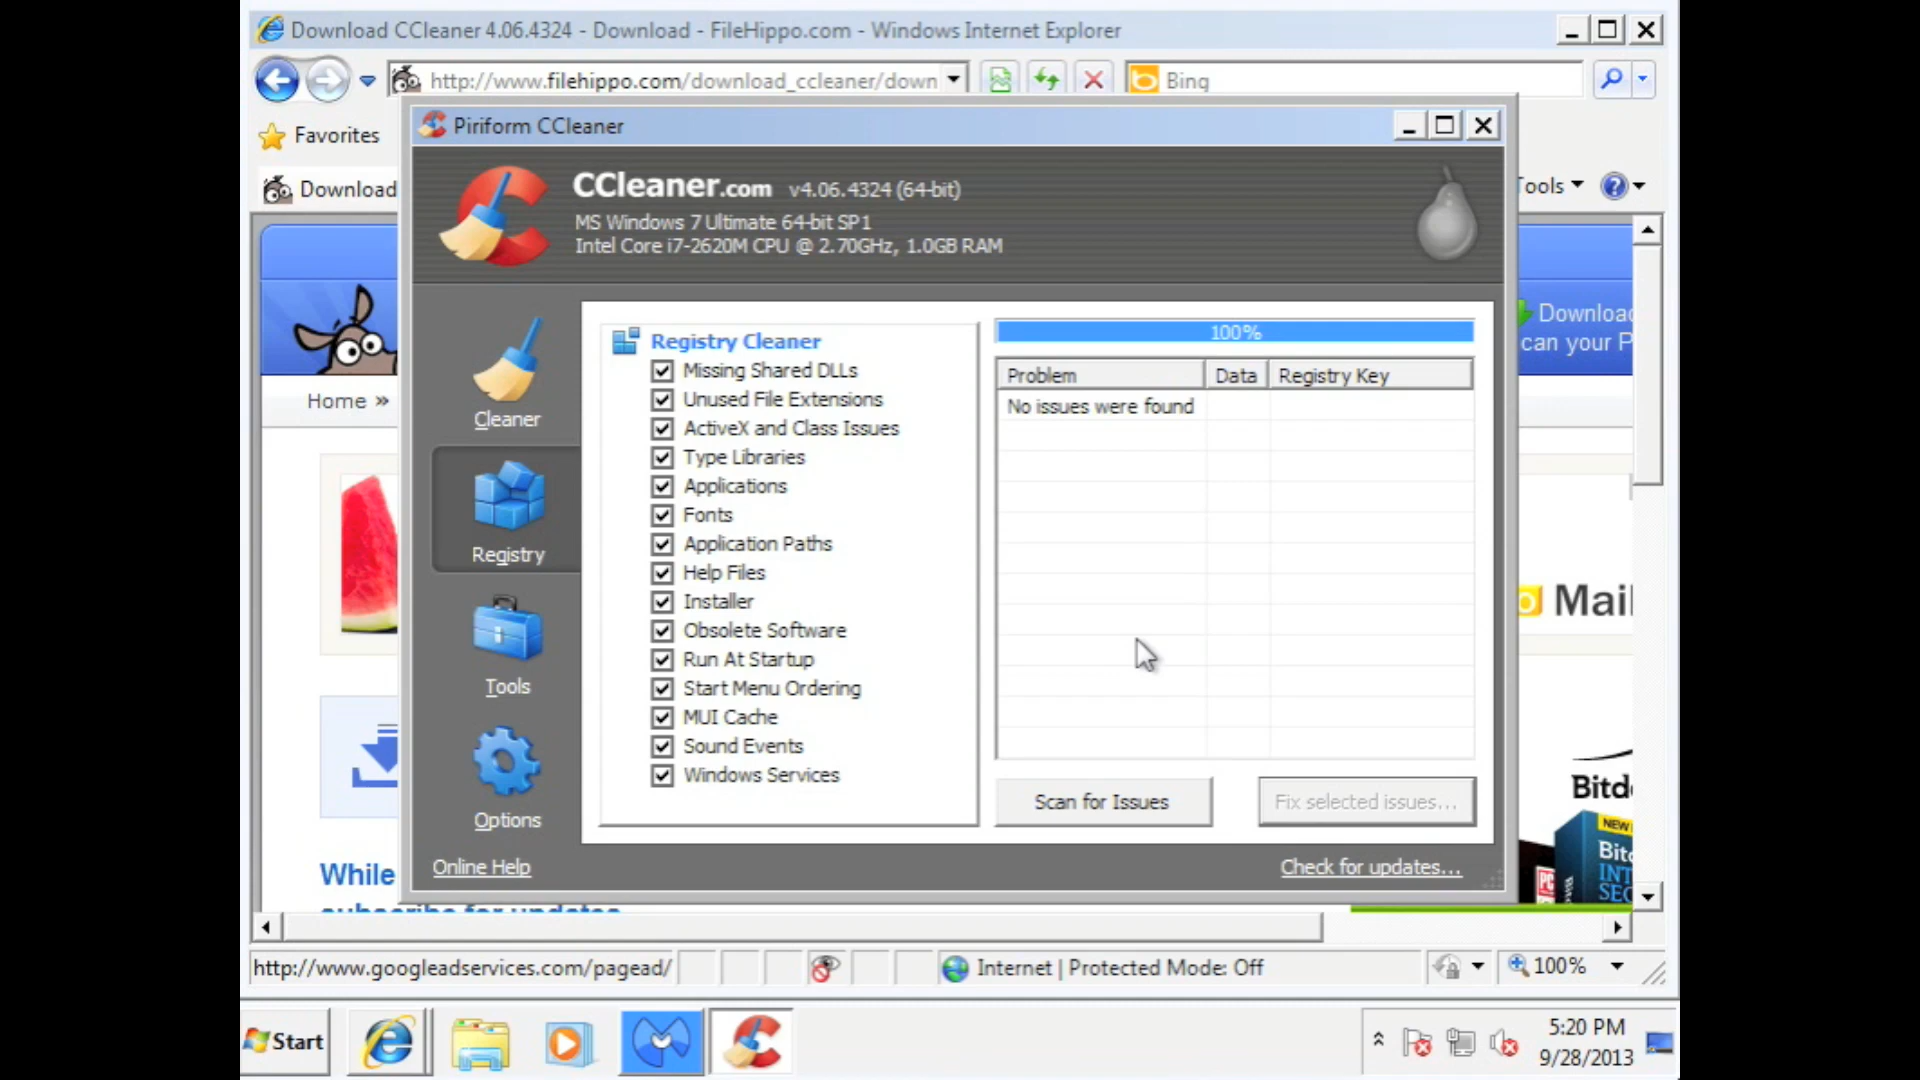 Download CCleaner 4.06.4324 - Download - FileHippo.com - Windows Internet Explorer
http://www.filehippo.com/download_ccleaner/down
Bing
Favorites
Download
Tools
Piriform CCleaner
CCleaner.com v4.06.4324 (64-bit)
MS Windows 7 Ultimate 64-bit SP1
Intel Core i7-2620M CPU @ 2.70GHz, 1.0GB RAM
Home »
Downloa
can your P
Cleaner
Registry
Tools
Options
Registry Cleaner
Missing Shared DLLs
Unused File Extensions
ActiveX and Class Issues
Type Libraries
Applications
Fonts
Application Paths
Help Files
Installer
Obsolete Software
Run At Startup
Start Menu Ordering
MUI Cache
Sound Events
Windows Services
100%
Problem Data Registry Key
No issues were found
Scan for Issues
Fix selected issues...
Online Help
Check for updates...
Mail
Bitd
NEW
Bit
INT
SEC
PC
While
http://www.googleadservices.com/pagead/
Internet | Protected Mode: Off
100%
Start
5:20 PM
9/28/2013